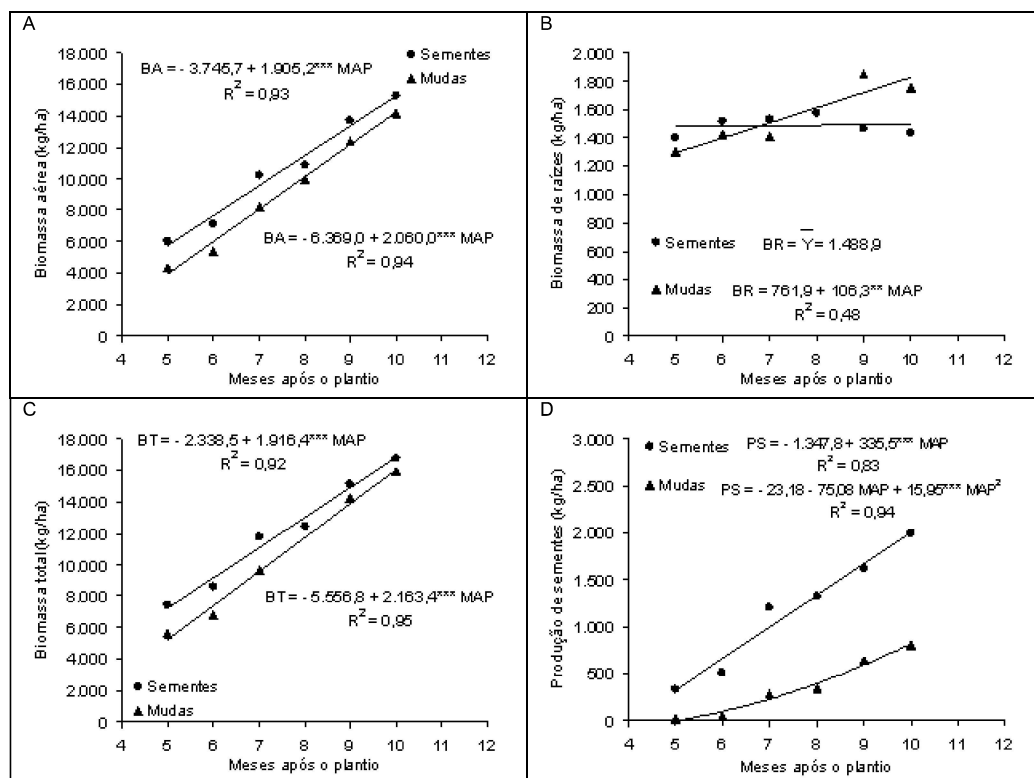 A
18.000
16.000
14.000
12.000
10.000
8.000
6.000
4.000
2.000
0
Biomassa aérea (kg/ha)
BA = - 3.745,7 + 1.905,2*** MAP
R² = 0,93
Sementes
Mudas
BA = - 6.369,0 + 2.060,0*** MAP
R² = 0,94
4 5 6 7 8 9 10 11 12
Meses após o plantio
B
2.000
1.800
1.600
1.400
1.200
1.000
800
600
400
200
0
Biomassa de raízes (kg/ha)
Sementes BR = Y̅ = 1.488,9
Mudas BR = 761,9 + 106,3** MAP
R² = 0,48
4 5 6 7 8 9 10 11 12
Meses após o plantio
C
18.000
16.000
14.000
12.000
10.000
8.000
6.000
4.000
2.000
0
Biomassa total (kg/ha)
BT = - 2.338,5 + 1.916,4*** MAP
R² = 0,92
BT = - 5.556,8 + 2.163,4*** MAP
R² = 0,95
Sementes
Mudas
4 5 6 7 8 9 10 11 12
Meses após o plantio
D
3.000
2.500
2.000
1.500
1.000
500
0
Produção de sementes (kg/ha)
Sementes PS = - 1.347,8 + 335,5*** MAP
R² = 0,83
Mudas PS = - 23,18 - 75,08 MAP + 15,95*** MAP²
R² = 0,94
4 5 6 7 8 9 10 11 12
Meses após o plantio